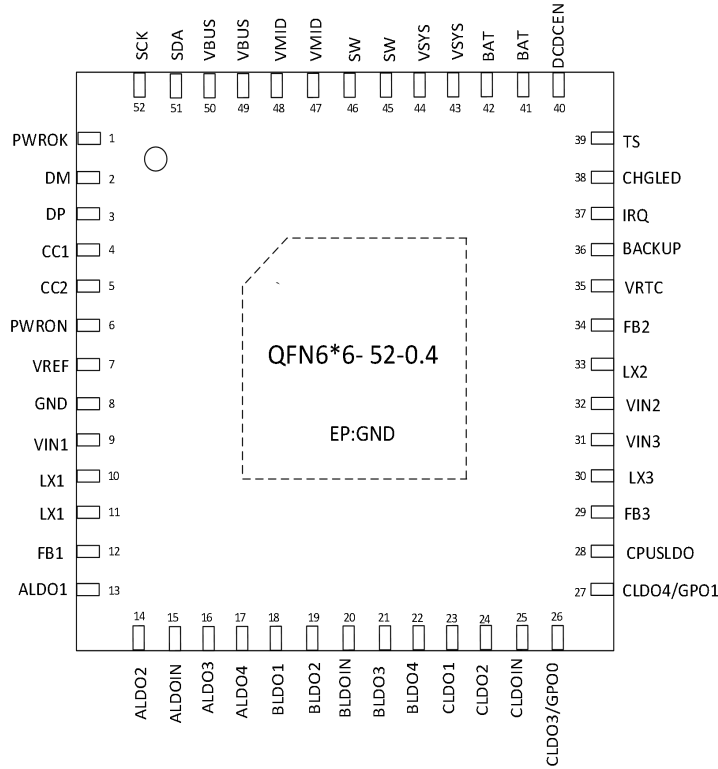 SCK SDA VBUS VBUS VMID VMID SW SW VSYS VSYS BAT BAT DCDCEN
52 51 50 49 48 47 46 45 44 43 42 41 40
PWROK 1 39 TS
DM 2 38 CHGLED
DP 3 37 IRQ
CC1 4 36 BACKUP
CC2 5 35 VRTC
PWRON 6 34 FB2
VREF 7 33 LX2
GND 8 32 VIN2
VIN1 9 31 VIN3
LX1 10 30 LX3
LX1 11 29 FB3
FB1 12 28 CPUSLDO
ALDO1 13 27 CLDO4/GPO1
QFN6*6- 52-0.4
EP:GND
14 15 16 17 18 19 20 21 22 23 24 25 26
ALDO2 ALDOIN ALDO3 ALDO4 BLDO1 BLDO2 BLDOIN BLDO3 BLDO4 CLDO1 CLDO2 CLDOIN CLDO3/GPO0